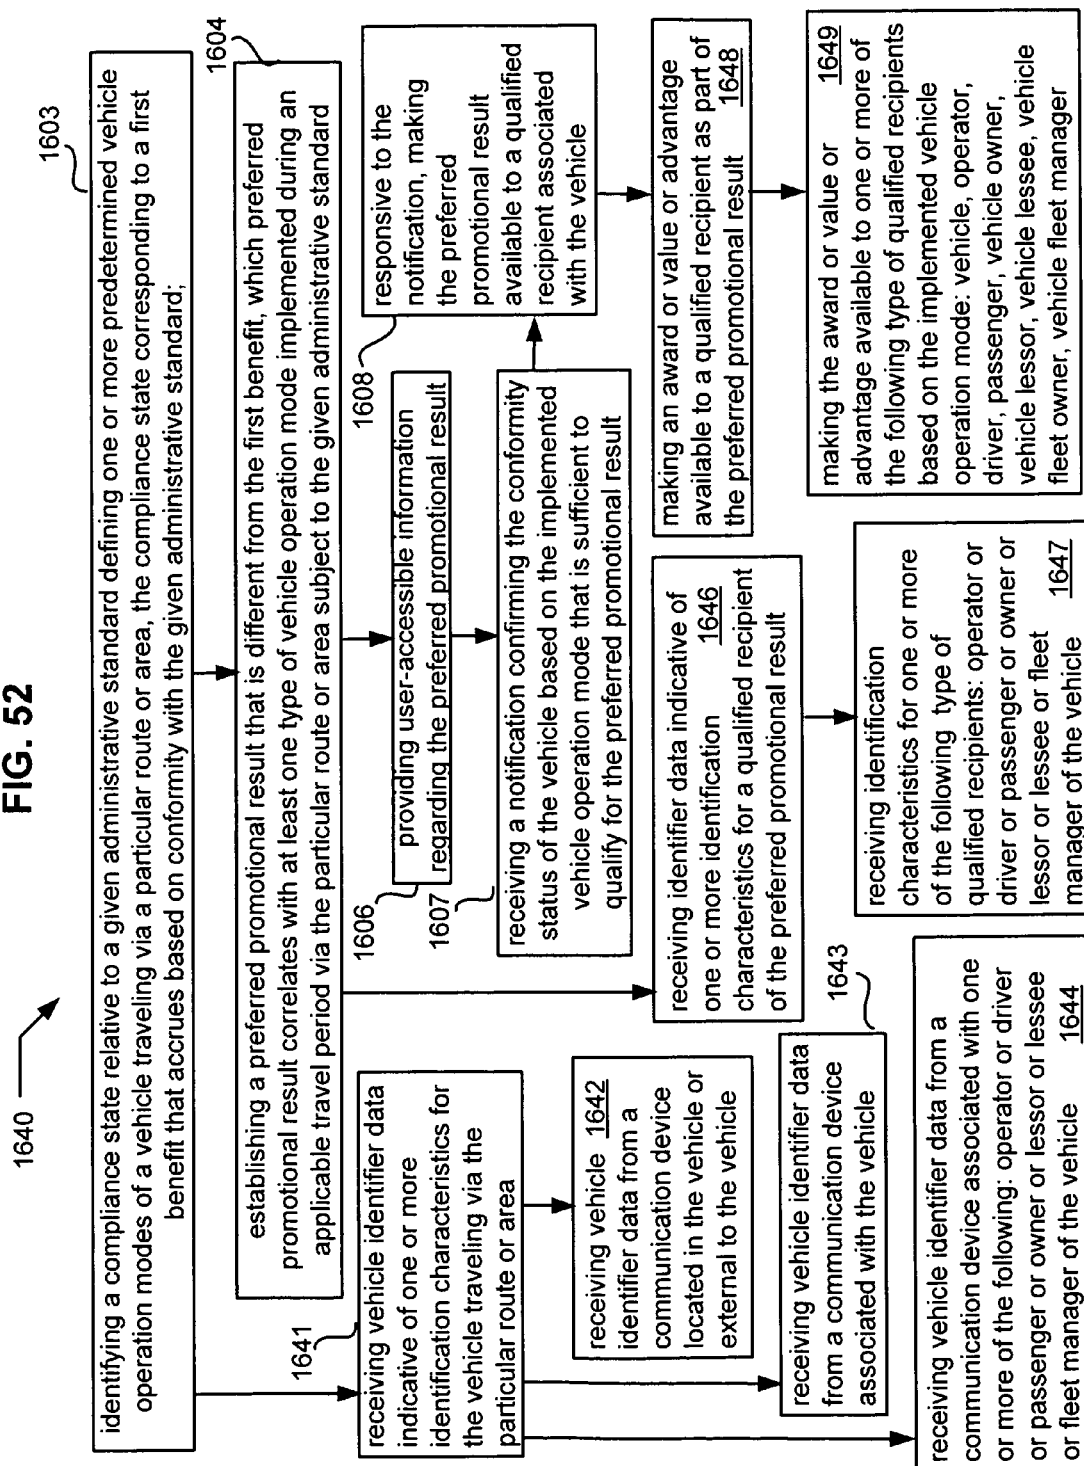 FIG. 52
1640
1603
identifying a compliance state relative to a given administrative standard defining one or more predetermined vehicle
operation modes of a vehicle traveling via a particular route or area, the compliance state corresponding to a first
benefit that accrues based on conformity with the given administrative standard;
1604
establishing a preferred promotional result that is different from the first benefit, which preferred
promotional result correlates with at least one type of vehicle operation mode implemented during an
applicable travel period via the particular route or area subject to the given administrative standard
1641
receiving vehicle identifier data
indicative of one or more
identification characteristics for
the vehicle traveling via the
particular route or area
1606
providing user-accessible information
regarding the preferred promotional result
1607
receiving a notification confirming the conformity
status of the vehicle based on the implemented
vehicle operation mode that is sufficient to
qualify for the preferred promotional result
1608
responsive to the
notification, making
the preferred
promotional result
available to a qualified
recipient associated
with the vehicle
receiving vehicle 1642
identifier data from a
communication device
located in the vehicle or
external to the vehicle
1643
receiving vehicle identifier data
from a communication device
associated with the vehicle
receiving vehicle identifier data from a
communication device associated with one
or more of the following: operator or driver
or passenger or owner or lessor or lessee
or fleet manager of the vehicle 1644
receiving identifier data indicative of
one or more identification 1646
characteristics for a qualified recipient
of the preferred promotional result
receiving identification
characteristics for one or more
of the following type of
qualified recipients: operator or
driver or passenger or owner or
lessor or lessee or fleet
manager of the vehicle 1647
making an award or value or advantage
available to a qualified recipient as part of
the preferred promotional result 1648
making the award or value or 1649
advantage available to one or more of
the following type of qualified recipients
based on the implemented vehicle
operation mode: vehicle, operator,
driver, passenger, vehicle owner,
vehicle lessor, vehicle lessee, vehicle
fleet owner, vehicle fleet manager